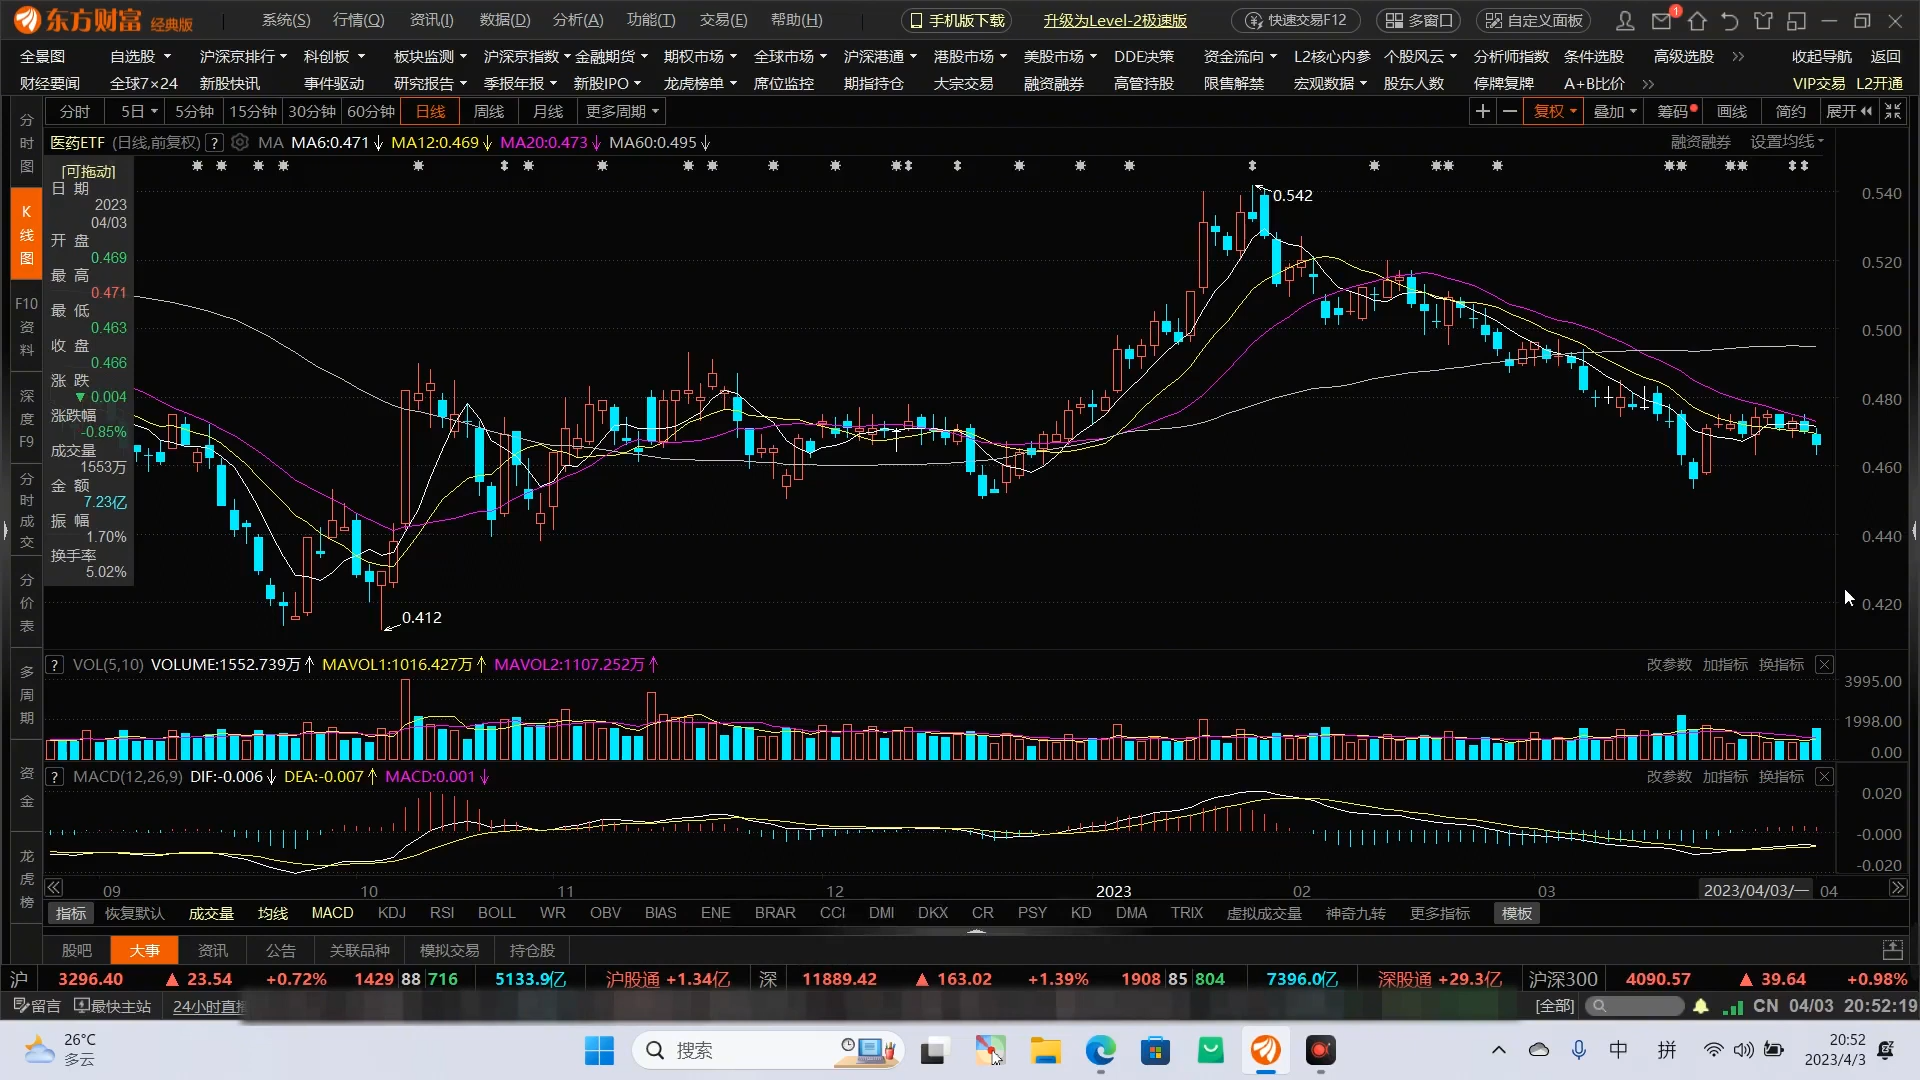 东方财富 经典版 系统(S) 行情(Q) 资讯(I) 数据(D) 分析(A) 功能(T) 交易(E) 帮助(H) 手机版下载 升级为Level-2极速版 快速交易F12 多窗口 自定义面板 1
全景图 自选股 沪深京排行 科创板 板块监测 沪深京指数 金融期货 期权市场 全球市场 沪深港通 港股市场 美股市场 DDE决策 资金流向 L2核心内参 个股风云 分析师指数 条件选股 高级选股 收起导航 返回
财经要闻 全球7×24 新股快讯 事件驱动 研究报告 季报年报 新股IPO 龙虎榜单 席位监控 期指持仓 大宗交易 融资融券 高管持股 限售解禁 宏观数据 股东人数 停牌复牌 A+B比价 VIP交易 L2开通
分时 5日 5分钟 15分钟 30分钟 60分钟 日线 周线 月线 更多周期 复权 叠加 筹码 画线 简约 展开
医药ETF (日线,前复权) ? MA MA6:0.471↓ MA12:0.469↓ MA20:0.473↓ MA60:0.495↓ 融资融券 设置均线
分时图
K线图
F10资料
深度F9
分时成交
分价表
多周期
资金
龙虎榜
[可拖动]
日期
2023
04/03
开盘
0.469
最高
0.471
最低
0.463
收盘
0.466
涨跌
▼0.004
涨跌幅
-0.85%
成交量
1553万
金额
7.23亿
振幅
1.70%
换手率
5.02%
0.542
0.412
0.540
0.520
0.500
0.480
0.460
0.440
0.420
? VOL(5,10) VOLUME:1552.739万↑ MAVOL1:1016.427万↑ MAVOL2:1107.252万↑ 改参数 加指标 换指标
3995.00
1998.00
0.00
? MACD(12,26,9) DIF:-0.006↓ DEA:-0.007↑ MACD:0.001↓ 改参数 加指标 换指标
0.020
-0.000
-0.020
09 10 11 12 2023 02 03 2023/04/03/一 04
指标 恢复默认 成交量 均线 MACD KDJ RSI BOLL WR OBV BIAS ENE BRAR CCI DMI DKX CR PSY KD DMA TRIX 虚拟成交量 神奇九转 更多指标 模板
股吧 大事 资讯 公告 关联品种 模拟交易 持仓股
沪 3296.40 ▲23.54 +0.72% 1429 88 716 5133.9亿 沪股通 +1.34亿 深 11889.42 ▲163.02 +1.39% 1908 85 804 7396.0亿 深股通 +29.3亿 沪深300 4090.57 ▲39.64 +0.98%
留言 最快主站 24小时直播 [全部] CN 04/03 20:52:19
26°C
多云
搜索
中 拼
20:52
2023/4/3